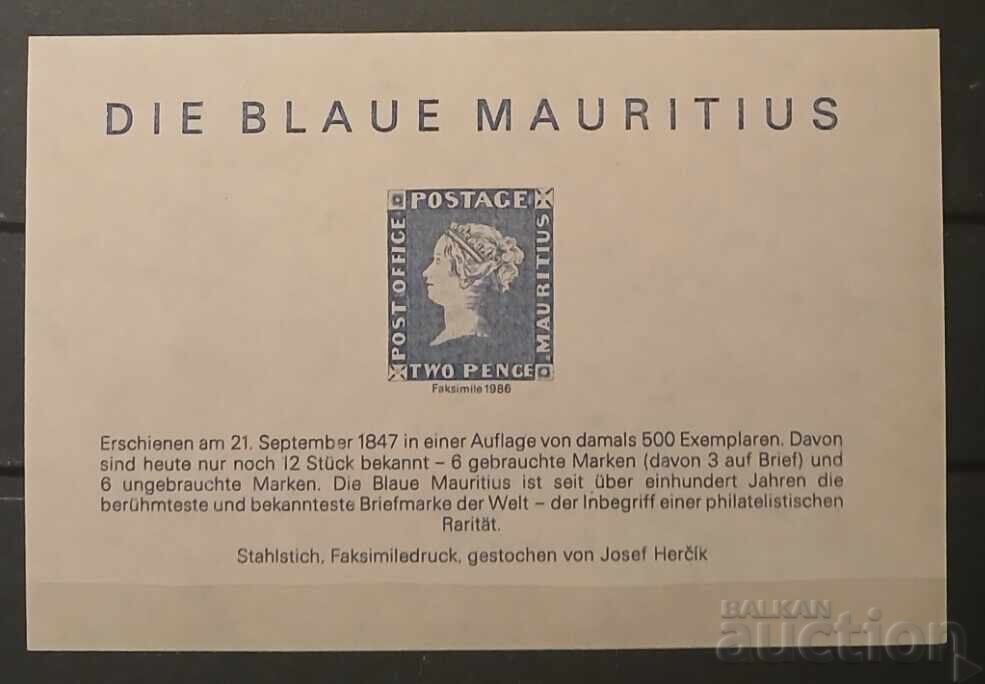 DIE BLAUE MAURITIUS
POSTAGE
POST OFFICE
MAURITIUS
TWO PENCE
Faksimile 1986
Erschienen am 21. September 1847 in einer Auflage von damals 500 Exemplaren. Davon
sind heute nur noch 12 Stück bekannt – 6 gebrauchte Marken (davon 3 auf Brief) und
6 ungebrauchte Marken. Die Blaue Mauritius ist seit über einhundert Jahren die
berühmteste und bekannteste Briefmarke der Welt – der Inbegriff einer philatelistischen
Rarität.
Stahlstich, Faksimiledruck, gestochen von Josef Herčík
BALKAN
auction